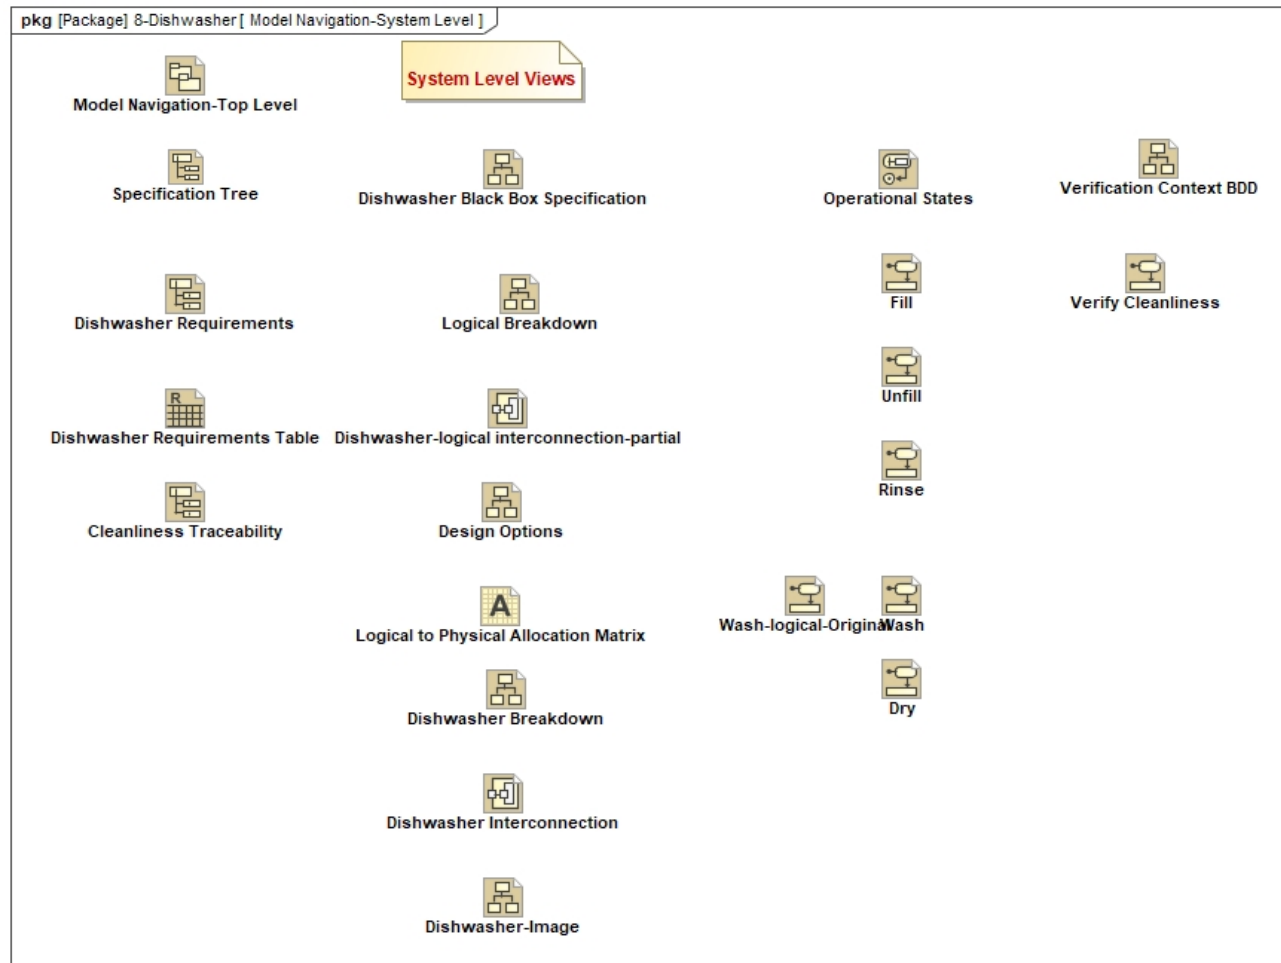 pkg [Package] 8-Dishwasher [ Model Navigation-System Level ]
System Level Views
Model Navigation-Top Level
Specification Tree
Dishwasher Black Box Specification
Operational States
Verification Context BDD
Fill
Verify Cleanliness
Dishwasher Requirements
Logical Breakdown
Unfill
R
Dishwasher Requirements Table
Dishwasher-logical interconnection-partial
Rinse
Cleanliness Traceability
Design Options
A
Logical to Physical Allocation Matrix
Wash-logical-Original
Wash
Dishwasher Breakdown
Dry
Dishwasher Interconnection
Dishwasher-Image